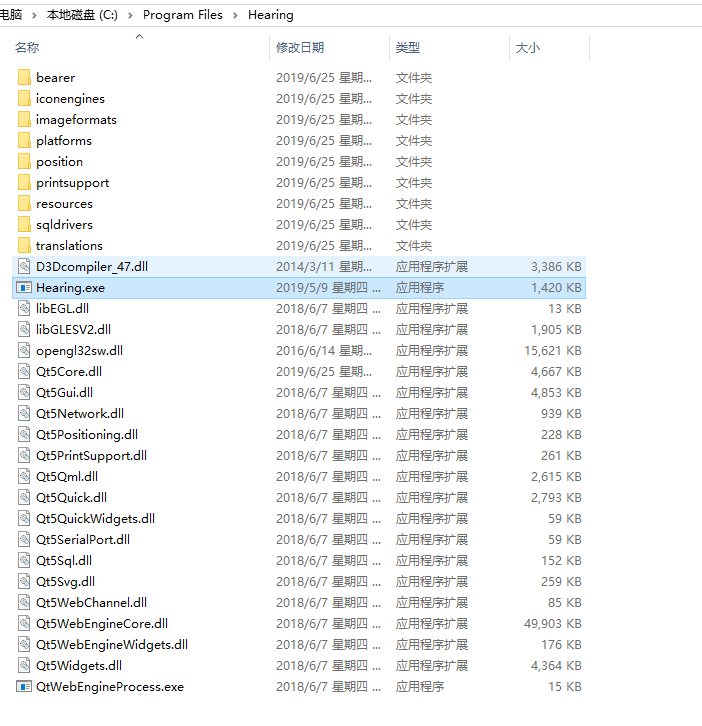 电脑 › 本地磁盘 (C:) › Program Files › Hearing
名称 修改日期 类型 大小
bearer 2019/6/25 星期... 文件夹
iconengines 2019/6/25 星期... 文件夹
imageformats 2019/6/25 星期... 文件夹
platforms 2019/6/25 星期... 文件夹
position 2019/6/25 星期... 文件夹
printsupport 2019/6/25 星期... 文件夹
resources 2019/6/25 星期... 文件夹
sqldrivers 2019/6/25 星期... 文件夹
translations 2019/6/25 星期... 文件夹
D3Dcompiler_47.dll 2014/3/11 星期... 应用程序扩展 3,386 KB
Hearing.exe 2019/5/9 星期四 ... 应用程序 1,420 KB
libEGL.dll 2018/6/7 星期四 ... 应用程序扩展 13 KB
libGLESV2.dll 2018/6/7 星期四 ... 应用程序扩展 1,905 KB
opengl32sw.dll 2016/6/14 星期... 应用程序扩展 15,621 KB
Qt5Core.dll 2019/6/25 星期... 应用程序扩展 4,667 KB
Qt5Gui.dll 2018/6/7 星期四 ... 应用程序扩展 4,853 KB
Qt5Network.dll 2018/6/7 星期四 ... 应用程序扩展 939 KB
Qt5Positioning.dll 2018/6/7 星期四 ... 应用程序扩展 228 KB
Qt5PrintSupport.dll 2018/6/7 星期四 ... 应用程序扩展 261 KB
Qt5Qml.dll 2018/6/7 星期四 ... 应用程序扩展 2,615 KB
Qt5Quick.dll 2018/6/7 星期四 ... 应用程序扩展 2,793 KB
Qt5QuickWidgets.dll 2018/6/7 星期四 ... 应用程序扩展 59 KB
Qt5SerialPort.dll 2018/6/7 星期四 ... 应用程序扩展 59 KB
Qt5Sql.dll 2018/6/7 星期四 ... 应用程序扩展 152 KB
Qt5Svg.dll 2018/6/7 星期四 ... 应用程序扩展 259 KB
Qt5WebChannel.dll 2018/6/7 星期四 ... 应用程序扩展 85 KB
Qt5WebEngineCore.dll 2018/6/7 星期四 ... 应用程序扩展 49,903 KB
Qt5WebEngineWidgets.dll 2018/6/7 星期四 ... 应用程序扩展 176 KB
Qt5Widgets.dll 2018/6/7 星期四 ... 应用程序扩展 4,364 KB
QtWebEngineProcess.exe 2018/6/7 星期四 ... 应用程序 15 KB